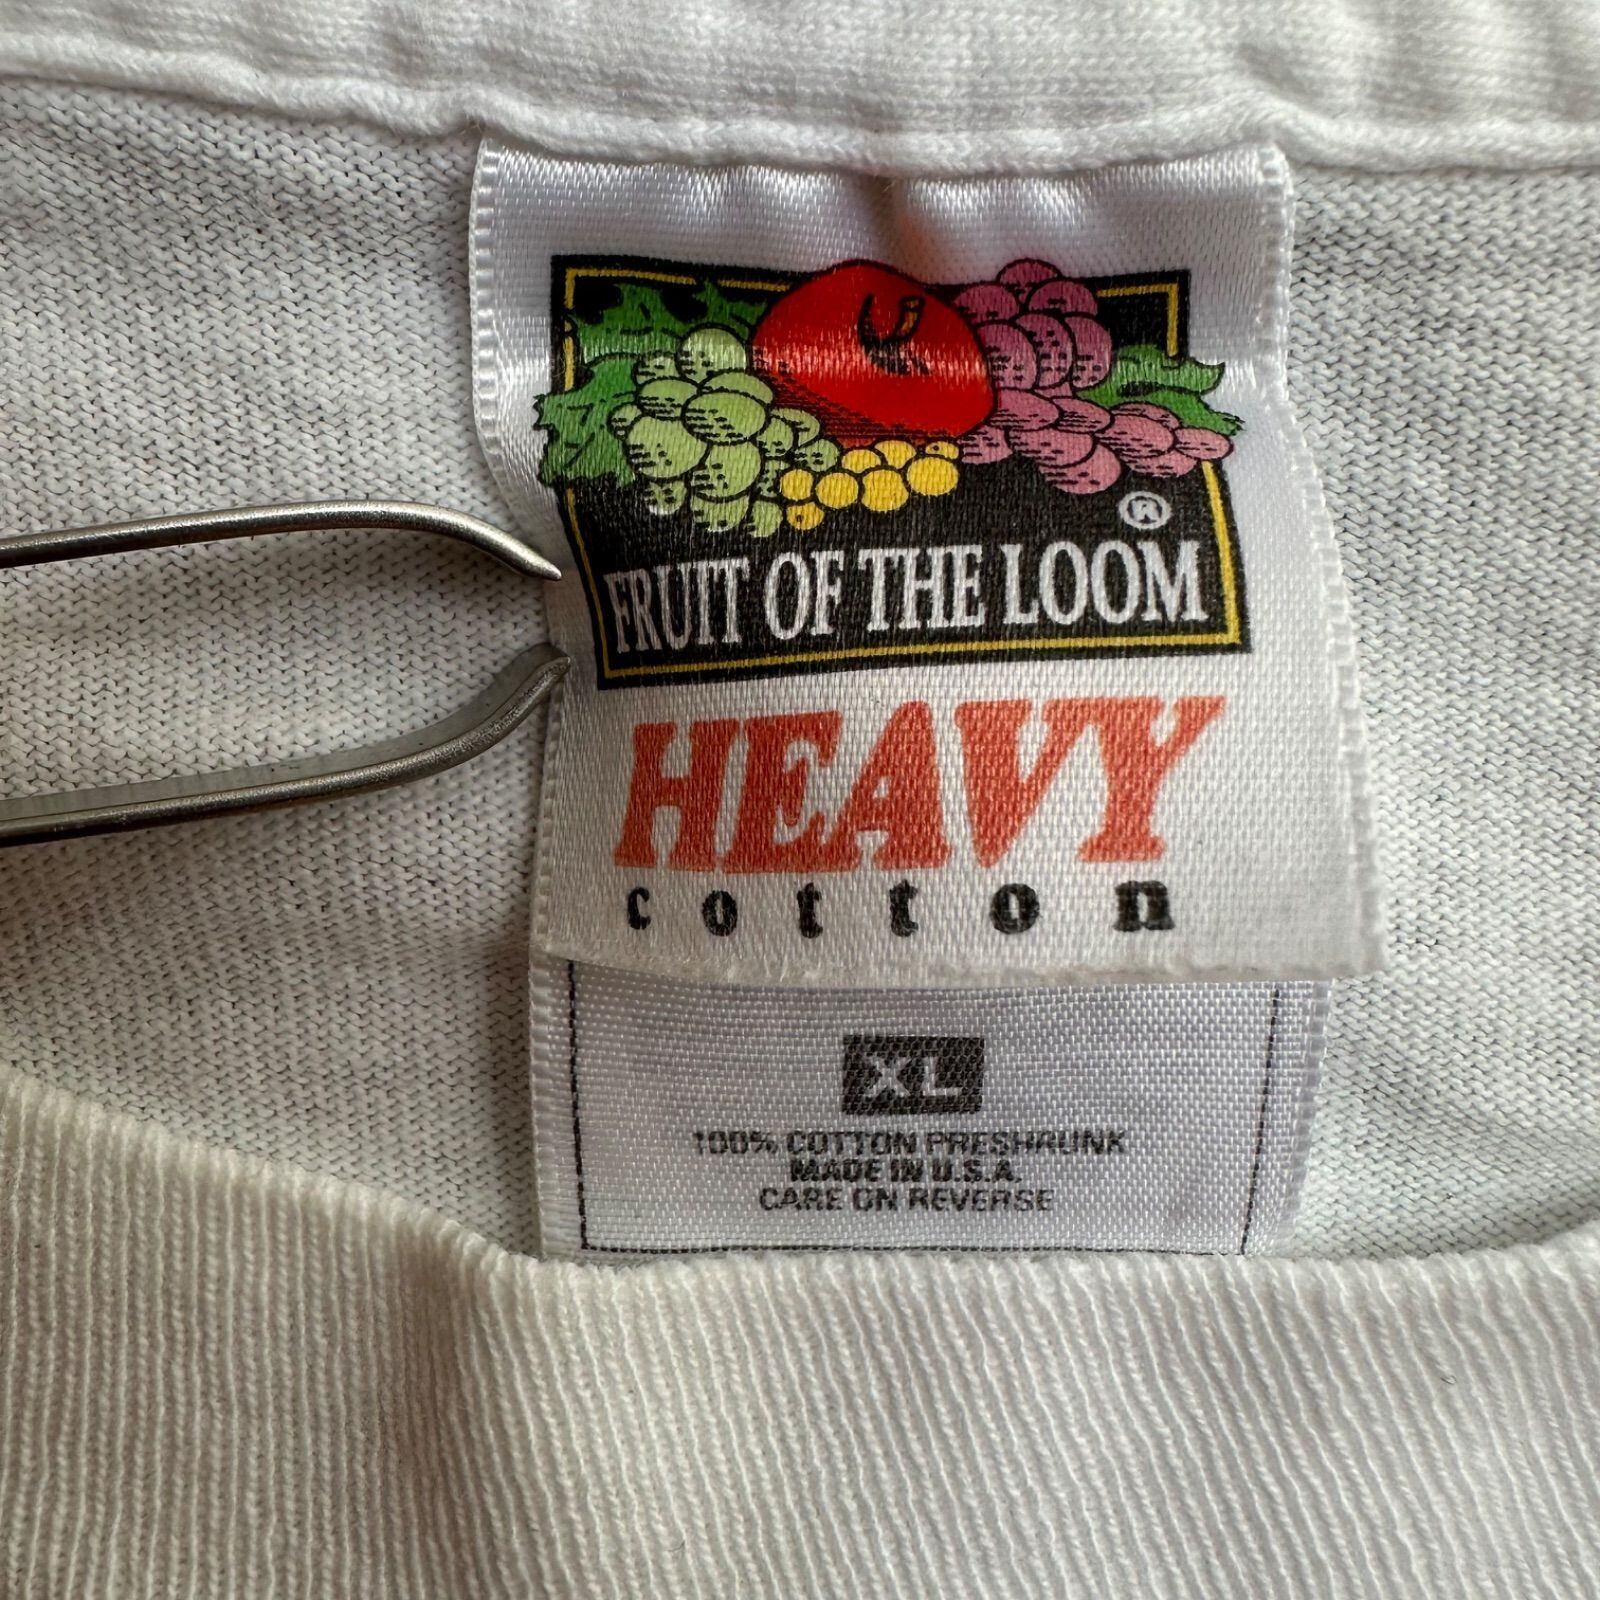 ®
FRUIT OF THE LOOM
HEAVY
cotton
XL
100% COTTON PRESHRUNK
MADE IN U.S.A.
CARE ON REVERSE